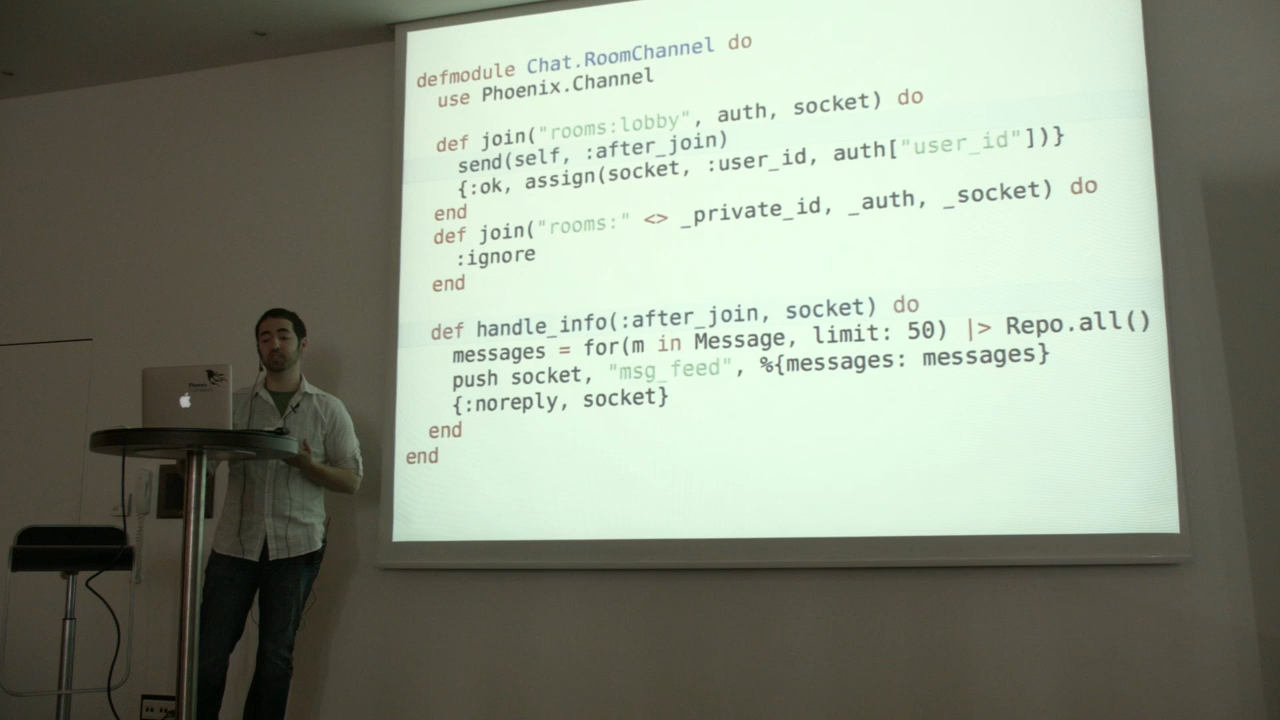 defmodule Chat.RoomChannel do
use Phoenix.Channel
def join("rooms:lobby", auth, socket) do
send(self, :after_join)
{:ok, assign(socket, :user_id, auth["user_id"])}
end
def join("rooms:" <> _private_id, _auth, _socket) do
:ignore
end
def handle_info(:after_join, socket) do
messages = for(m in Message, limit: 50) |> Repo.all()
push socket, "msg_feed", %{messages: messages}
{:noreply, socket}
end
end
Phoenix